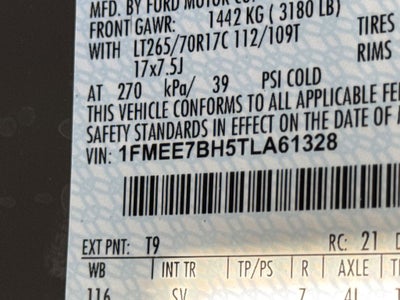 MFD. BY FORD MOTOR CO
FRONT GAWR: 1442 KG ( 3180 LB)
WITH LT265/70R17C 112/109T TIRES
17x7.5J RIMS
AT 270 kPa/ 39 PSI COLD
THIS VEHICLE CONFORMS TO ALL APPLICABLE FE
SAFETY STANDARDS IN EFFECT ON THE DATE OF
VIN: 1FMEE7BH5TLA61328
EXT PNT: T9 RC: 21
WB INT TR TP/PS R AXLE
116 SV 7 4L